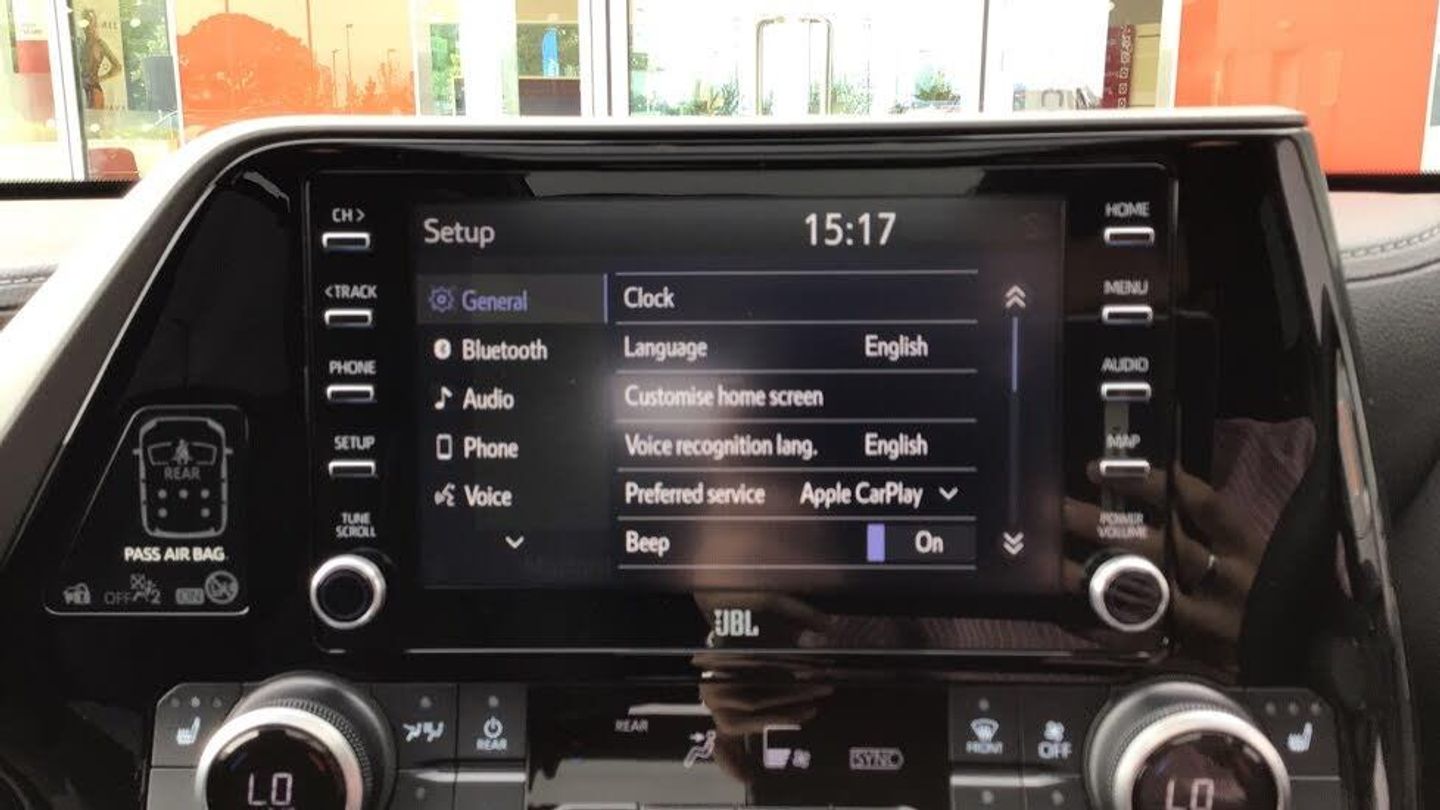 CH>
HOME
Setup
15:17
<TRACK
MENU
General
Clock
Bluetooth
Language English
PHONE
AUDIO
Audio
Customise home screen
SETUP
MAP
Phone
Voice recognition lang. English
REAR
Voice
Preferred service Apple CarPlay
TUNE
SCROLL
POWER
VOLUME
Beep On
PASS AIR BAG
OFF 2 ON
JBL
REAR
REAR
SYNC
FRONT
OFF
LO
LO